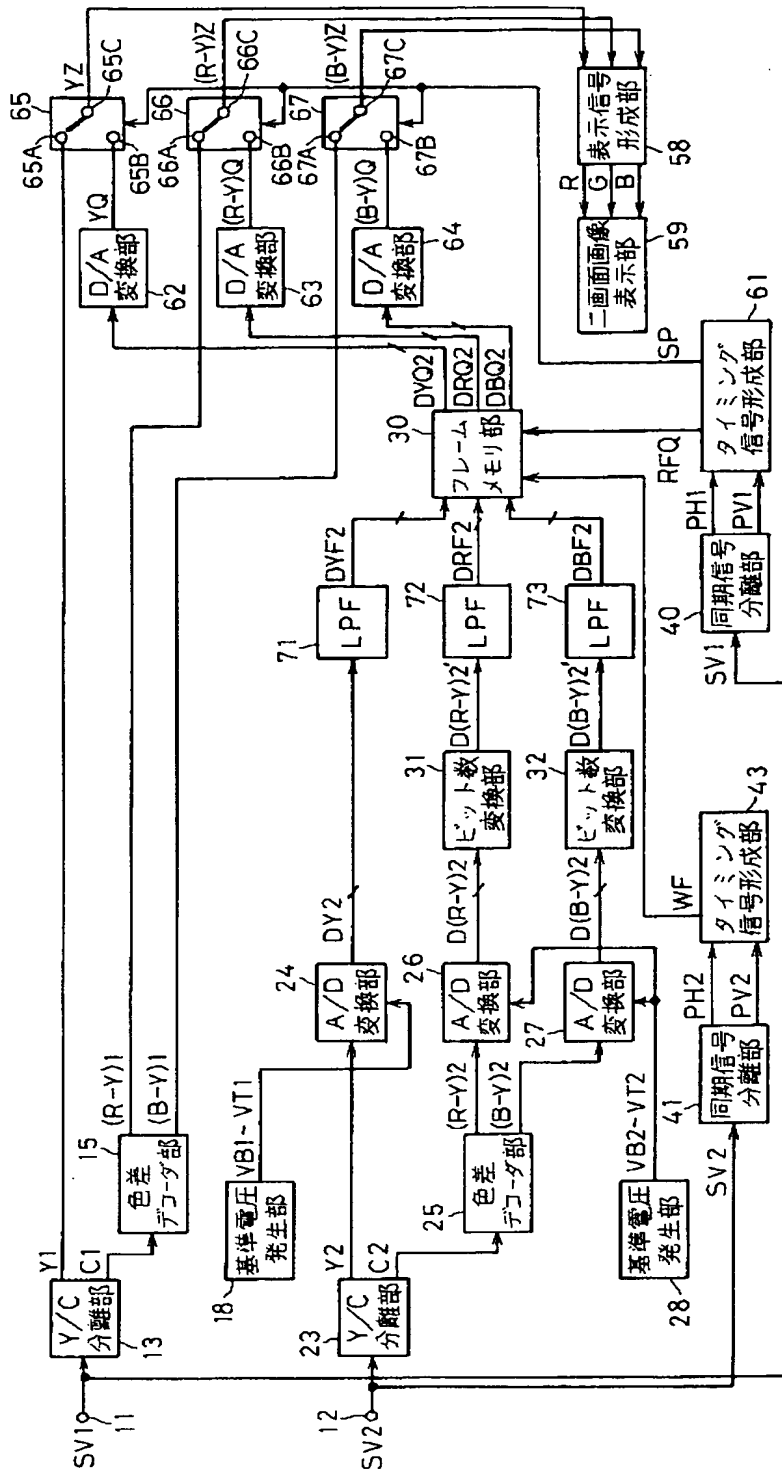 SV1
11
Y/C
分離部
13
Y1
C1
色差
デコーダ部
15
(R-Y)1
(B-Y)1
65
65A
65B
65C
YZ
66
66A
66B
66C
(R-Y)Z
67
67A
67B
67C
(B-Y)Z
YQ
D/A
変換部
62
(R-Y)Q
D/A
変換部
63
(B-Y)Q
D/A
変換部
64
基準電圧
発生部
18
VB1~VT1
SV2
12
Y/C
分離部
23
Y2
C2
A/D
変換部
24
DY2
LPF
71
DYF2
色差
デコーダ部
25
(R-Y)2
(B-Y)2
A/D
変換部
26
D(R-Y)2
ビット数
変換部
31
D(R-Y)2'
LPF
72
DRF2
A/D
変換部
27
D(B-Y)2
ビット数
変換部
32
D(B-Y)2'
LPF
73
DBF2
基準電圧
発生部
28
VB2~VT2
フレーム
メモリ部
30
DYQ2
DRQ2
DBQ2
表示信号
形成部
58
R
G
B
二画面画像
表示部
59
SV2
同期信号
分離部
41
PH2
PV2
タイミング
信号形成部
43
WF
SV1
同期信号
分離部
40
PH1
PV1
タイミング
信号形成部
61
RFQ
SP